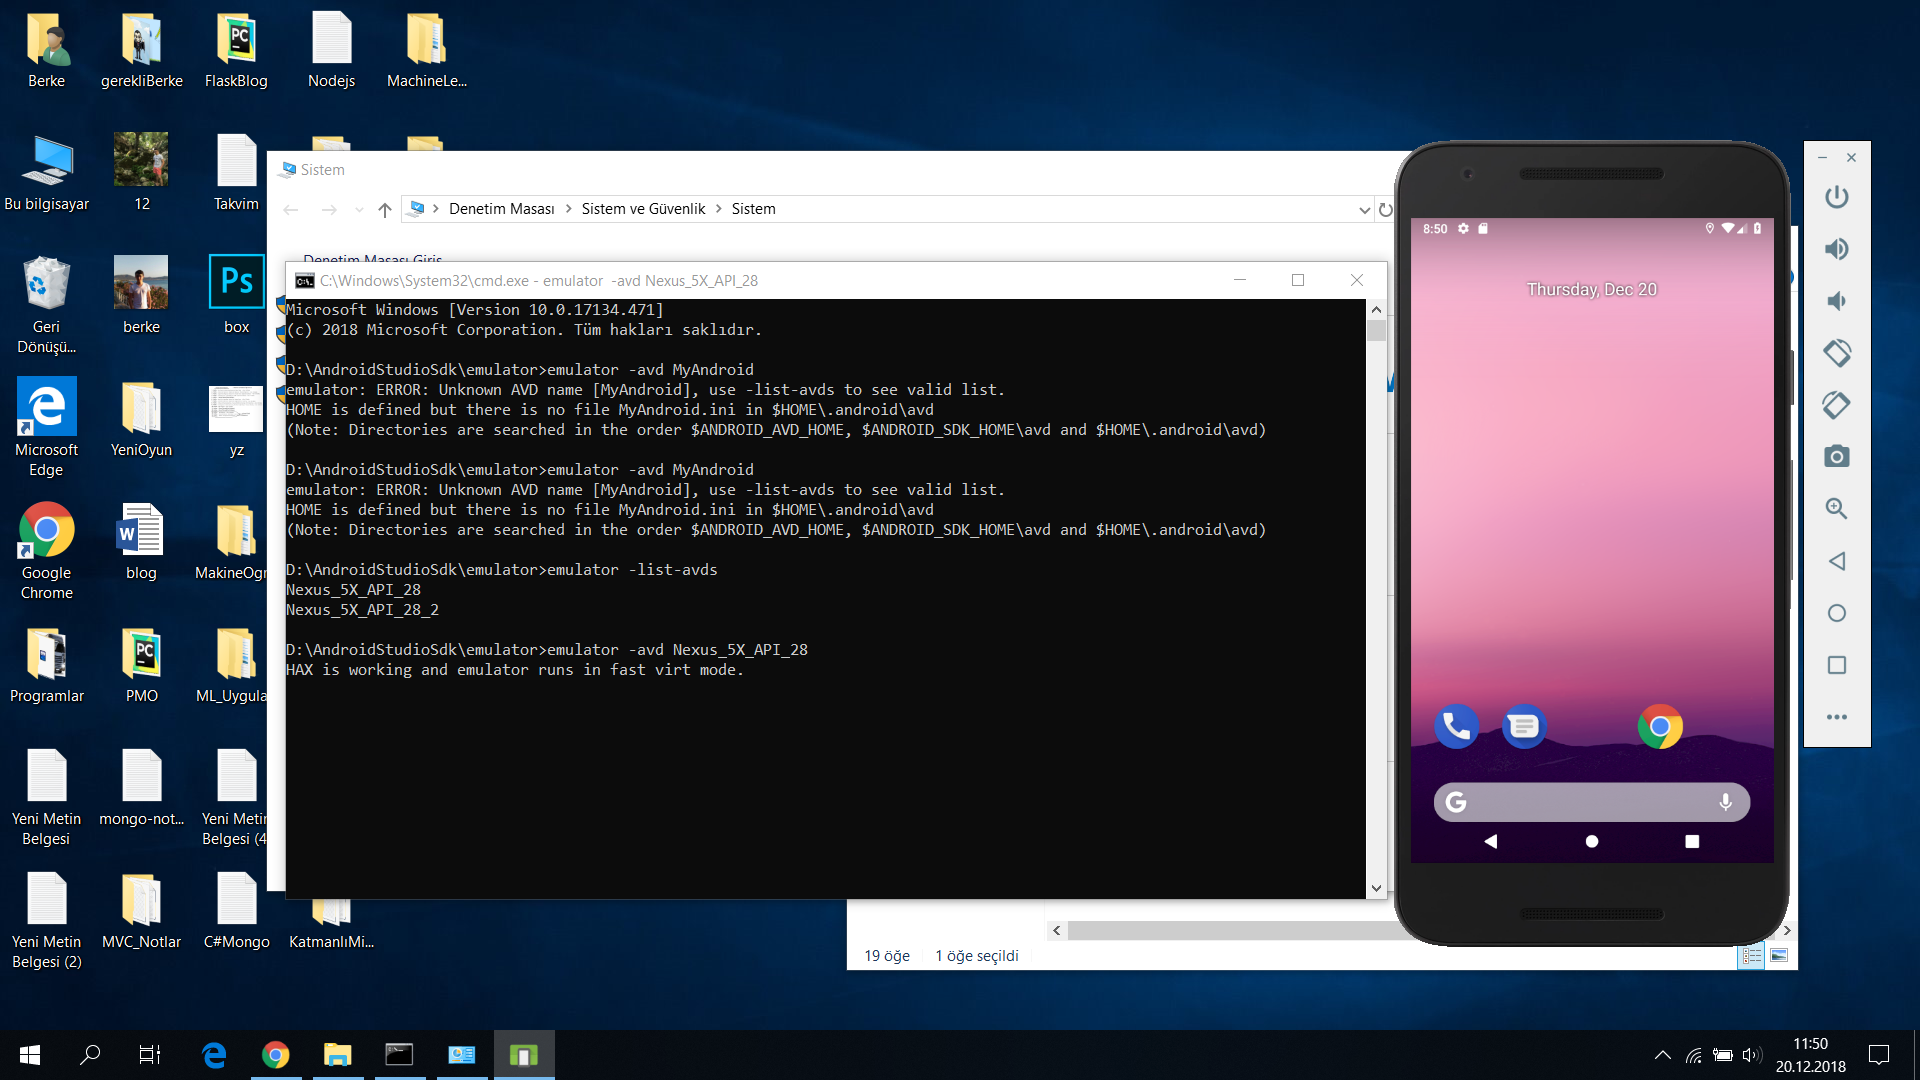 Berke
gerekliBerke
FlaskBlog
Nodejs
MachineLe...
Bu bilgisayar
12
Takvim
Geri
Dönüşü...
berke
Ps
box
Microsoft
Edge
YeniOyun
yz
Google
Chrome
W
blog
MakineOgr
Programlar
PC
PMO
ML_Uygula
Yeni Metin
Belgesi
mongo-not...
Yeni Metin
Belgesi (4
Yeni Metin
Belgesi (2)
MVC_Notlar
C#Mongo
KatmanlıMi...
Sistem
Denetim Masası > Sistem ve Güvenlik > Sistem
Denetim Masası Giriş
C:\Windows\System32\cmd.exe - emulator  -avd Nexus_5X_API_28
Microsoft Windows [Version 10.0.17134.471]
(c) 2018 Microsoft Corporation. Tüm hakları saklıdır.
D:\AndroidStudioSdk\emulator>emulator -avd MyAndroid
emulator: ERROR: Unknown AVD name [MyAndroid], use -list-avds to see valid list.
HOME is defined but there is no file MyAndroid.ini in $HOME\.android\avd
(Note: Directories are searched in the order $ANDROID_AVD_HOME, $ANDROID_SDK_HOME\avd and $HOME\.android\avd)
D:\AndroidStudioSdk\emulator>emulator -avd MyAndroid
emulator: ERROR: Unknown AVD name [MyAndroid], use -list-avds to see valid list.
HOME is defined but there is no file MyAndroid.ini in $HOME\.android\avd
(Note: Directories are searched in the order $ANDROID_AVD_HOME, $ANDROID_SDK_HOME\avd and $HOME\.android\avd)
D:\AndroidStudioSdk\emulator>emulator -list-avds
Nexus_5X_API_28
Nexus_5X_API_28_2
D:\AndroidStudioSdk\emulator>emulator -avd Nexus_5X_API_28
HAX is working and emulator runs in fast virt mode.
8:50
Thursday, Dec 20
G
19 öğe
1 öğe seçildi
11:50
20.12.2018